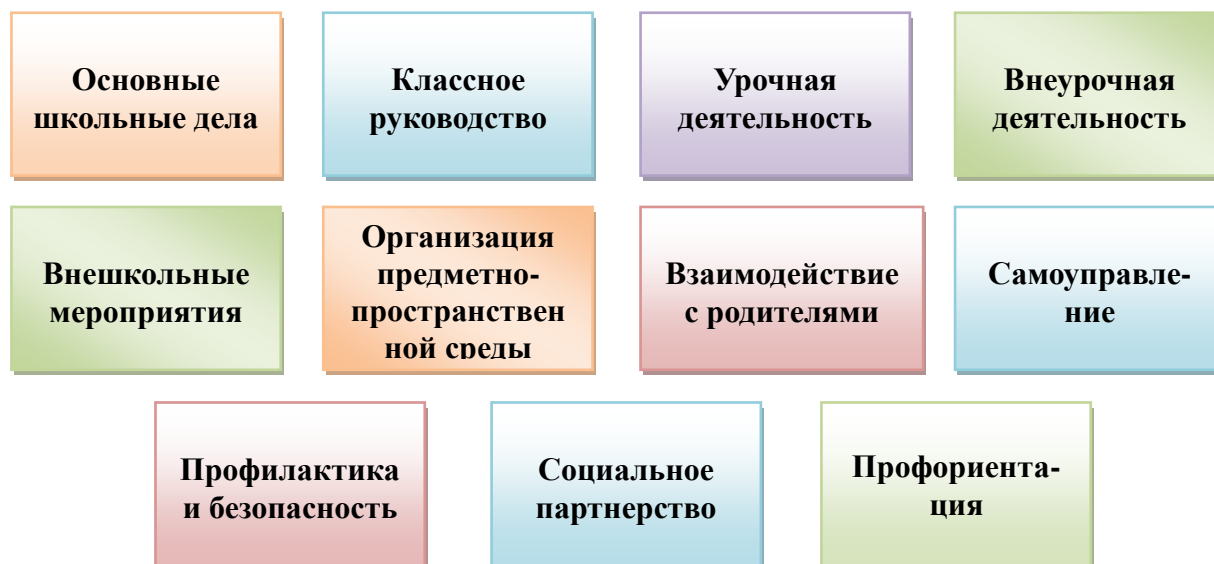 Основные
школьные дела
Классное
руководство
Урочная
деятельность
Внеурочная
деятельность
Внешкольные
мероприятия
Организация
предметно-
пространствен
ной среды
Взаимодействие
с родителями
Самоуправле-
ние
Профилактика
и безопасность
Социальное
партнерство
Профориента-
ция